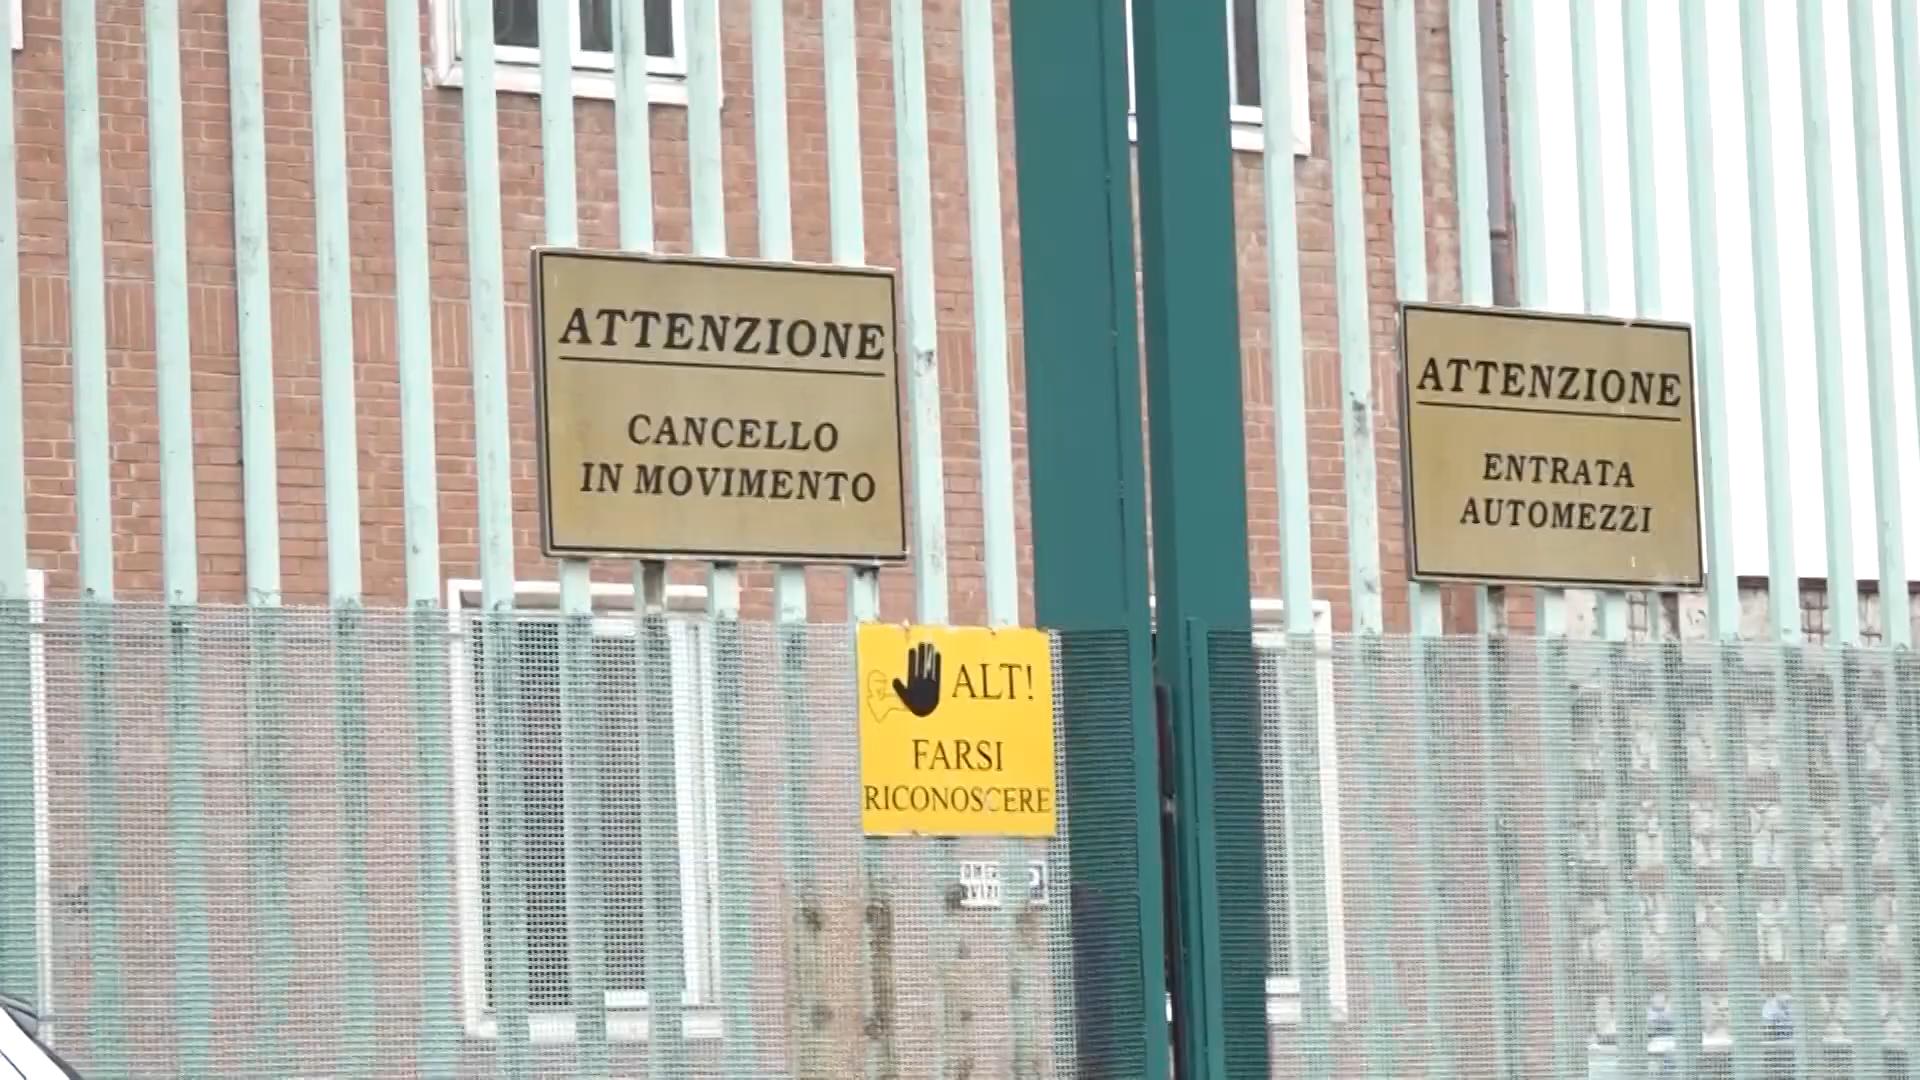 ATTENZIONE
CANCELLO
IN MOVIMENTO
ATTENZIONE
ENTRATA
AUTOMEZZI
ALT!
FARSI
RICONOSCERE